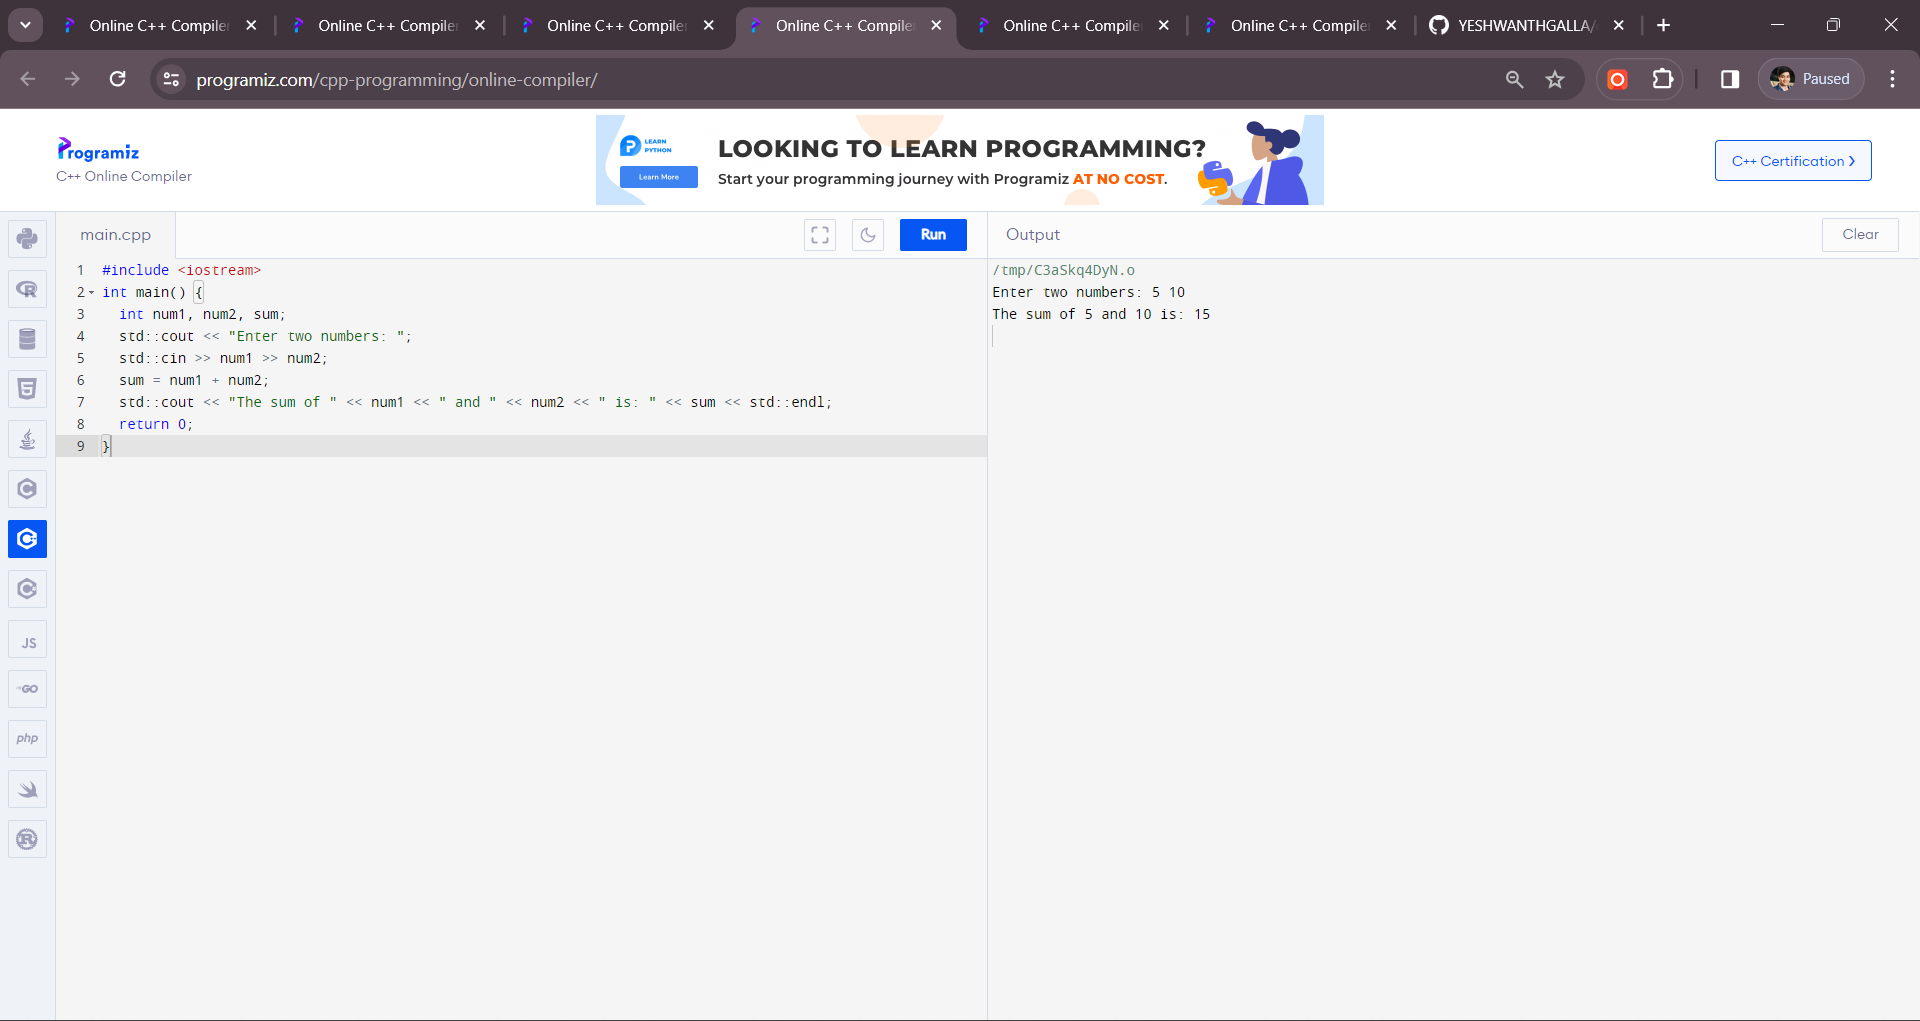 Online C++ Compiler
Online C++ Compiler
Online C++ Compiler
Online C++ Compiler
Online C++ Compile
Online C++ Compile
YESHWANTHGALLA/
programiz.com/cpp-programming/online-compiler/
Paused
Programiz
C++ Online Compiler
LEARN
PYTHON
Learn More
LOOKING TO LEARN PROGRAMMING?
Start your programming journey with Programiz AT NO COST.
C++ Certification ❯
main.cpp
Run
Output
Clear
1 #include <iostream>
2 int main() {
3 int num1, num2, sum;
4 std::cout << "Enter two numbers: ";
5 std::cin >> num1 >> num2;
6 sum = num1 + num2;
7 std::cout << "The sum of " << num1 << " and " << num2 << " is: " << sum << std::endl;
8 return 0;
9 }
/tmp/C3aSkq4DyN.o
Enter two numbers: 5 10
The sum of 5 and 10 is: 15
JS
GO
php